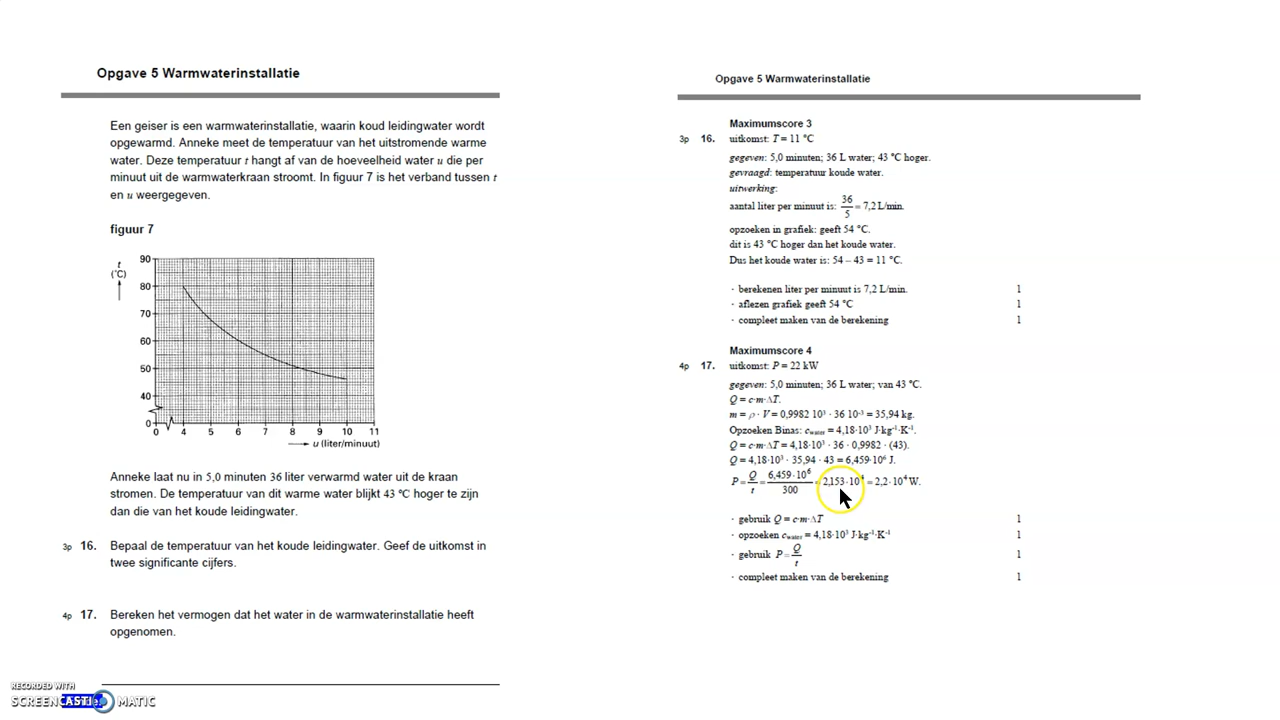 Opgave 5 Warmwaterinstallatie
Een geiser is een warmwaterinstallatie, waarin koud leidingwater wordt
opgewarmd. Anneke meet de temperatuur van het uitstromende warme
water. Deze temperatuur t hangt af van de hoeveelheid water u die per
minuut uit de warmwaterkraan stroomt. In figuur 7 is het verband tussen t
en u weergegeven.
figuur 7
t
(°C)
90
80
70
60
50
40
0
0 4 5 6 7 8 9 10 11
u (liter/minuut)
Anneke laat nu in 5,0 minuten 36 liter verwarmd water uit de kraan
stromen. De temperatuur van dit warme water blijkt 43 ºC hoger te zijn
dan die van het koude leidingwater.
3p 16. Bepaal de temperatuur van het koude leidingwater. Geef de uitkomst in
twee significante cijfers.
4p 17. Bereken het vermogen dat het water in de warmwaterinstallatie heeft
opgenomen.
RECORDED WITH
SCREENCAST MATIC
Opgave 5 Warmwaterinstallatie
Maximumscore 3
3p 16. uitkomst: T = 11 °C
gegeven: 5,0 minuten; 36 L water; 43 °C hoger.
gevraagd: temperatuur koude water.
uitwerking:
aantal liter per minuut is: 36/5 = 7,2 L/min.
opzoeken in grafiek: geeft 54 °C.
dit is 43 °C hoger dan het koude water.
Dus het koude water is: 54 – 43 = 11 °C.
· berekenen liter per minuut is 7,2 L/min. 1
· aflezen grafiek geeft 54 °C 1
· compleet maken van de berekening 1
Maximumscore 4
4p 17. uitkomst: P = 22 kW
gegeven: 5,0 minuten; 36 L water; van 43 °C.
Q = c·m·ΔT.
m = ρ · V = 0,9982 10³ · 36 10⁻³ = 35,94 kg.
Opzoeken Binas: c_water = 4,18·10³ J·kg⁻¹·K⁻¹.
Q = c·m·ΔT = 4,18·10³ · 36 · 0,9982 · (43).
Q = 4,18·10³ · 35,94 · 43 = 6,459·10⁶ J.
P = Q/t = 6,459·10⁶/300 = 2,153·10⁴ = 2,2·10⁴ W.
· gebruik Q = c·m·ΔT 1
· opzoeken c_water = 4,18·10³ J·kg⁻¹·K⁻¹ 1
· gebruik P = Q/t 1
· compleet maken van de berekening 1